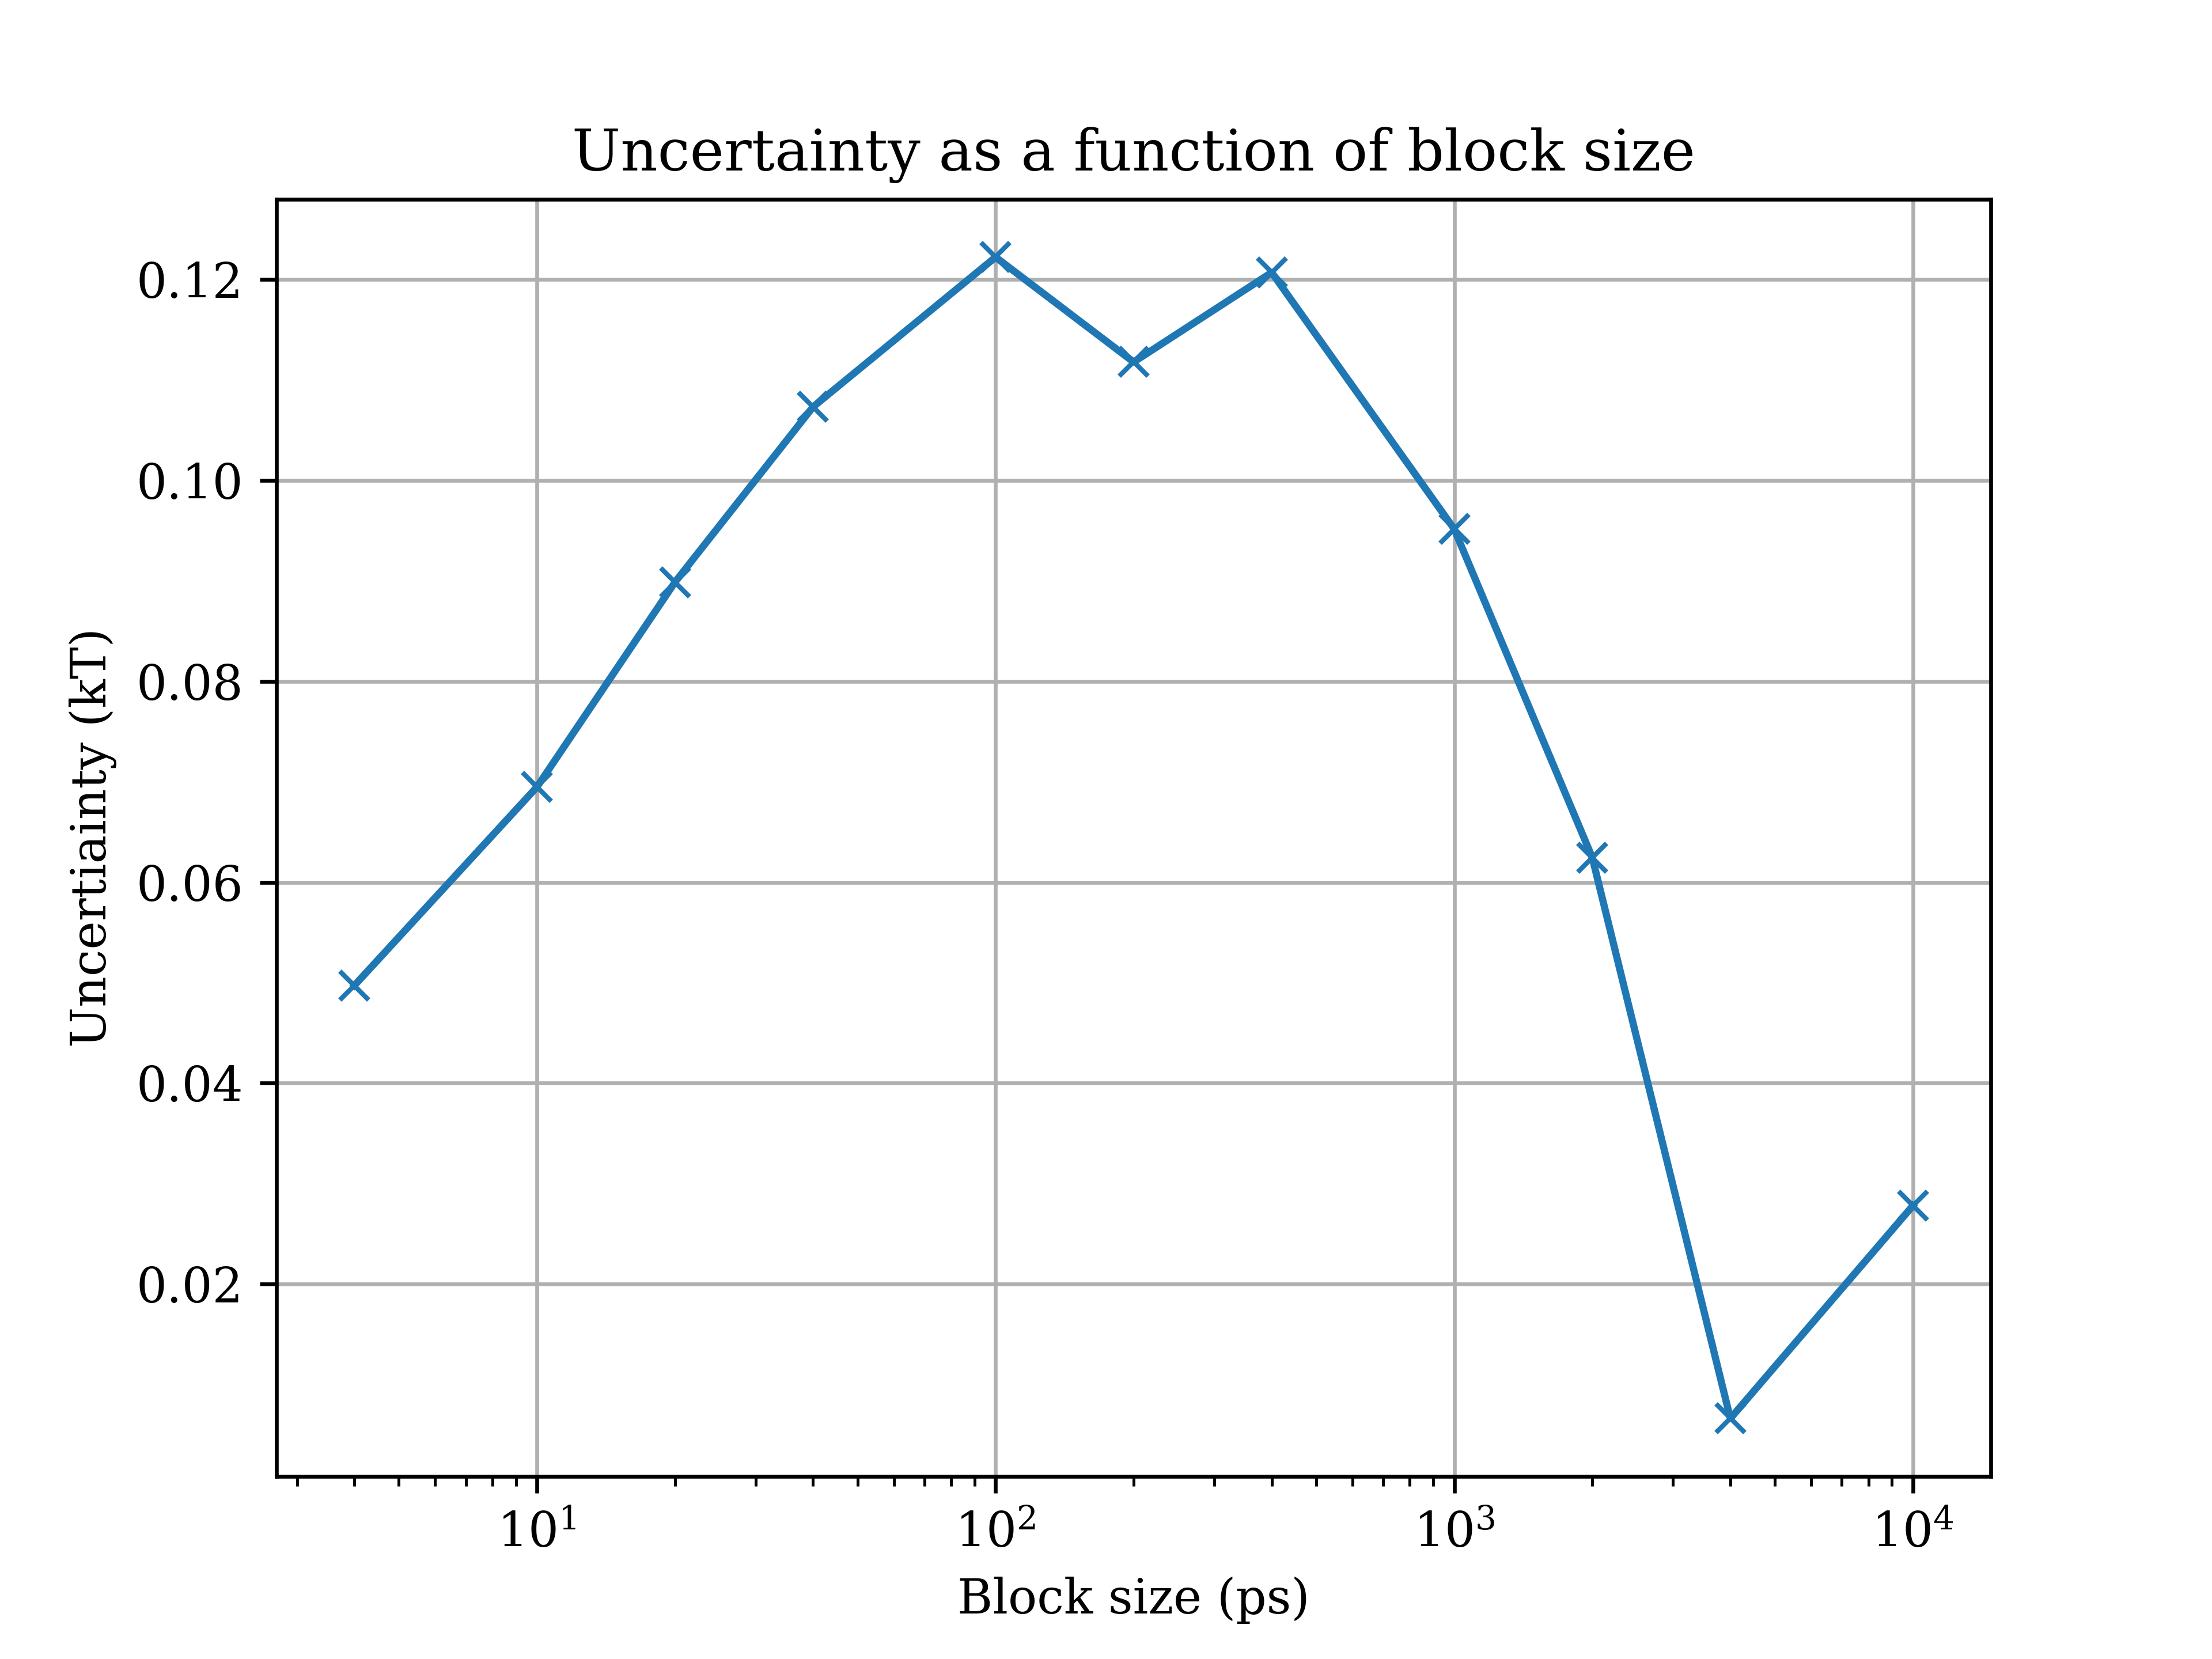 Uncertainty as a function of block size
0.12
0.10
0.08
0.06
0.04
0.02
Uncertiainty (kT)
10¹ 10² 10³ 10⁴
Block size (ps)